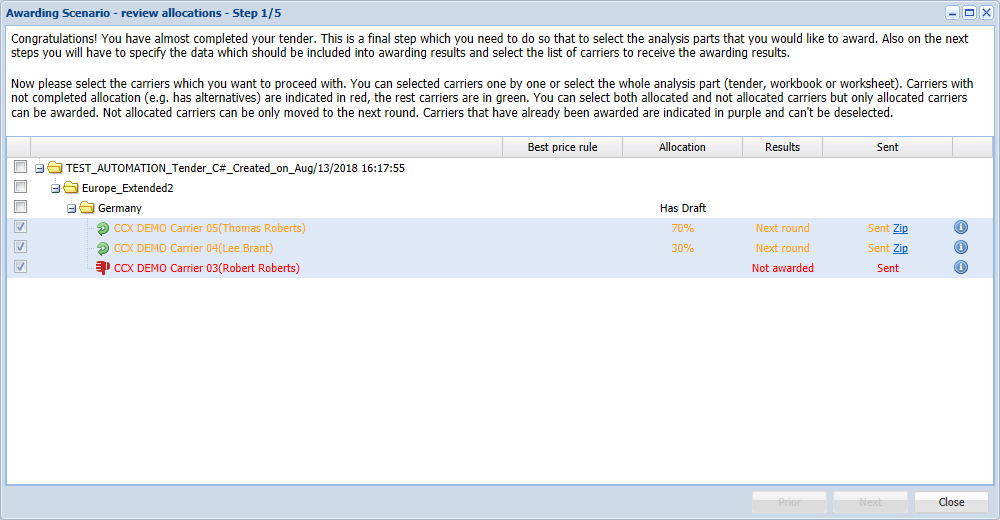 Awarding Scenario - review allocations - Step 1/5
Congratulations! You have almost completed your tender. This is a final step which you need to do so that to select the analysis parts that you would like to award. Also on the next
steps you will have to specify the data which should be included into awarding results and select the list of carriers to receive the awarding results.
Now please select the carriers which you want to proceed with. You can selected carriers one by one or select the whole analysis part (tender, workbook or worksheet). Carriers with
not completed allocation (e.g. has alternatives) are indicated in red, the rest carriers are in green. You can select both allocated and not allocated carriers but only allocated carriers
can be awarded. Not allocated carriers can be only moved to the next round. Carriers that have already been awarded are indicated in purple and can't be deselected.
Best price rule Allocation Results Sent
TEST_AUTOMATION_Tender_C#_Created_on_Aug/13/2018 16:17:55
Europe_Extended2
Germany Has Draft
CCX DEMO Carrier 05(Thomas Roberts) 70% Next round Sent Zip
CCX DEMO Carrier 04(Lee Brant) 30% Next round Sent Zip
CCX DEMO Carrier 03(Robert Roberts) Not awarded Sent
Prior Next Close